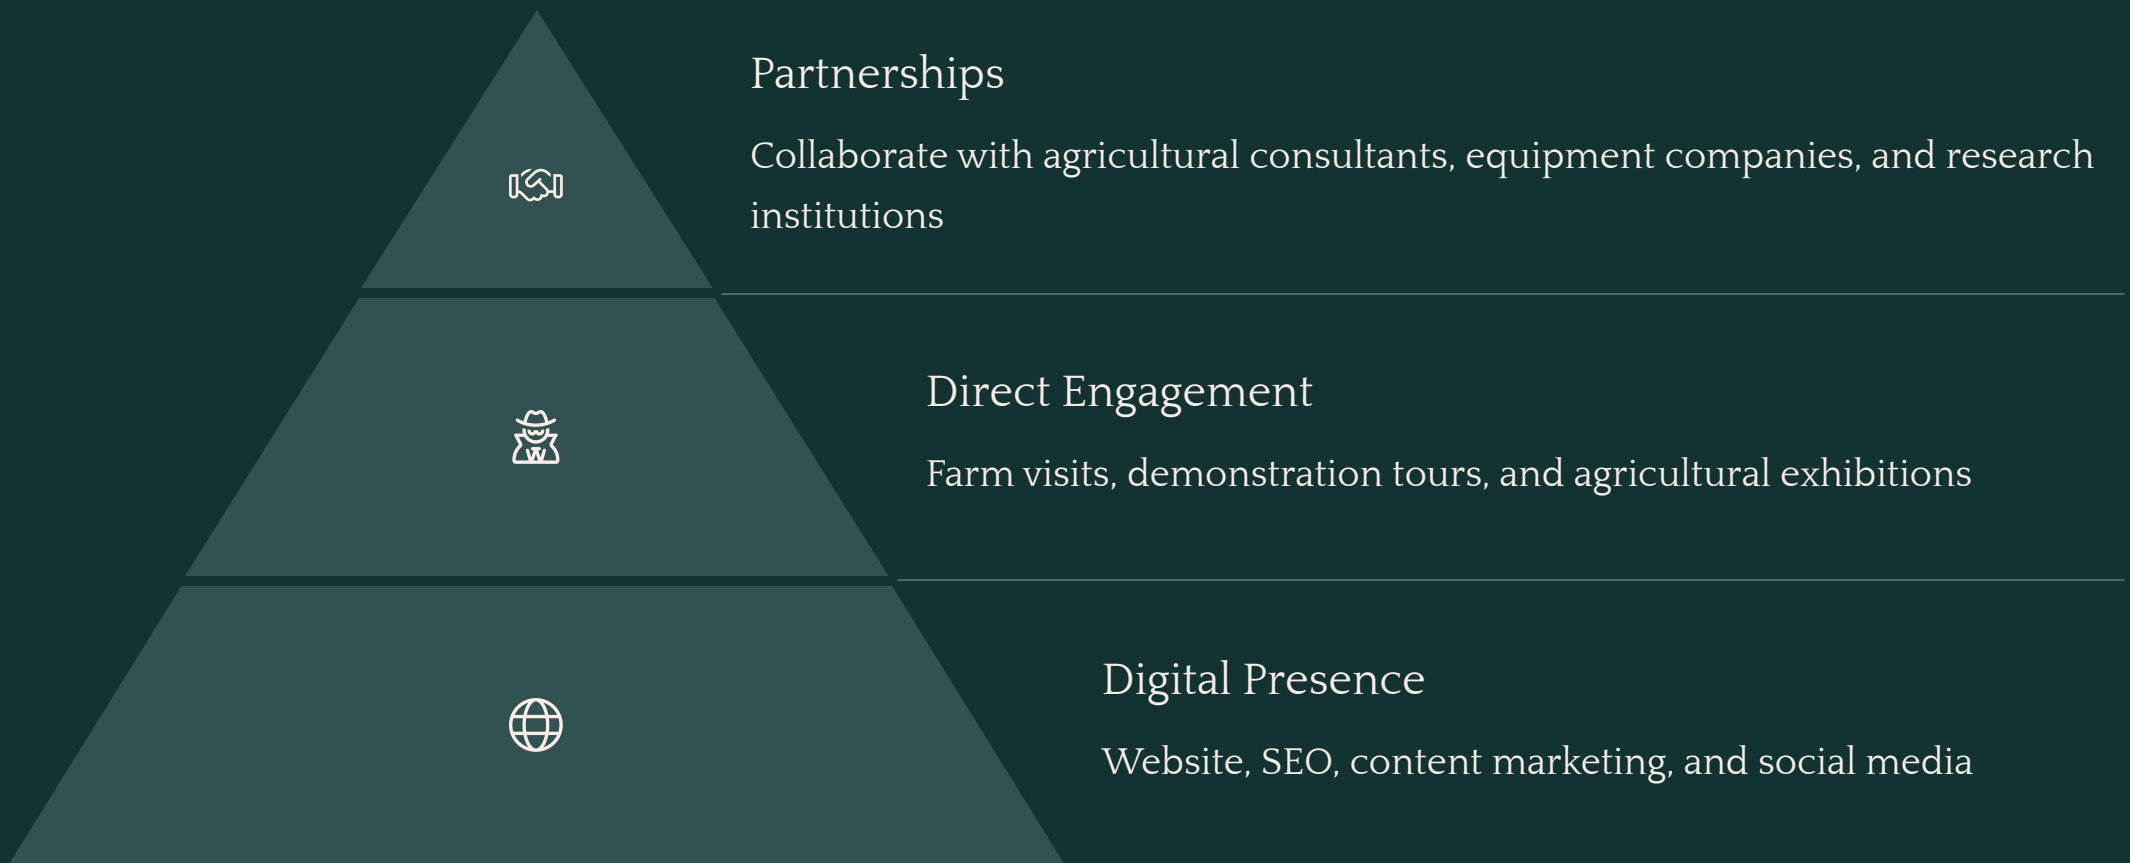 Partnerships
Collaborate with agricultural consultants, equipment companies, and research
institutions
Direct Engagement
Farm visits, demonstration tours, and agricultural exhibitions
Digital Presence
Website, SEO, content marketing, and social media